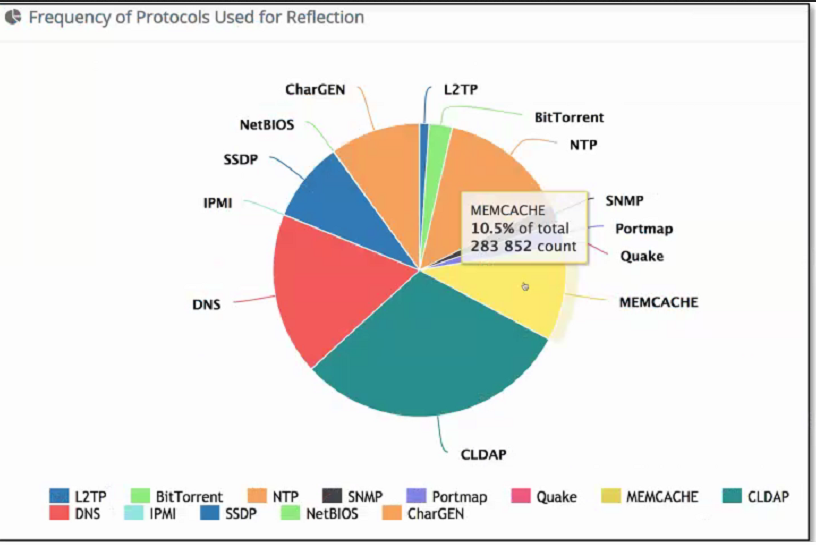 Frequency of Protocols Used for Reflection
CharGEN
L2TP
BitTorrent
NetBIOS
NTP
SSDP
IPMI
SNMP
MEMCACHE
10.5% of total
283 852 count
Portmap
Quake
DNS
MEMCACHE
CLDAP
L2TP BitTorrent NTP SNMP Portmap Quake MEMCACHE CLDAP
DNS IPMI SSDP NetBIOS CharGEN